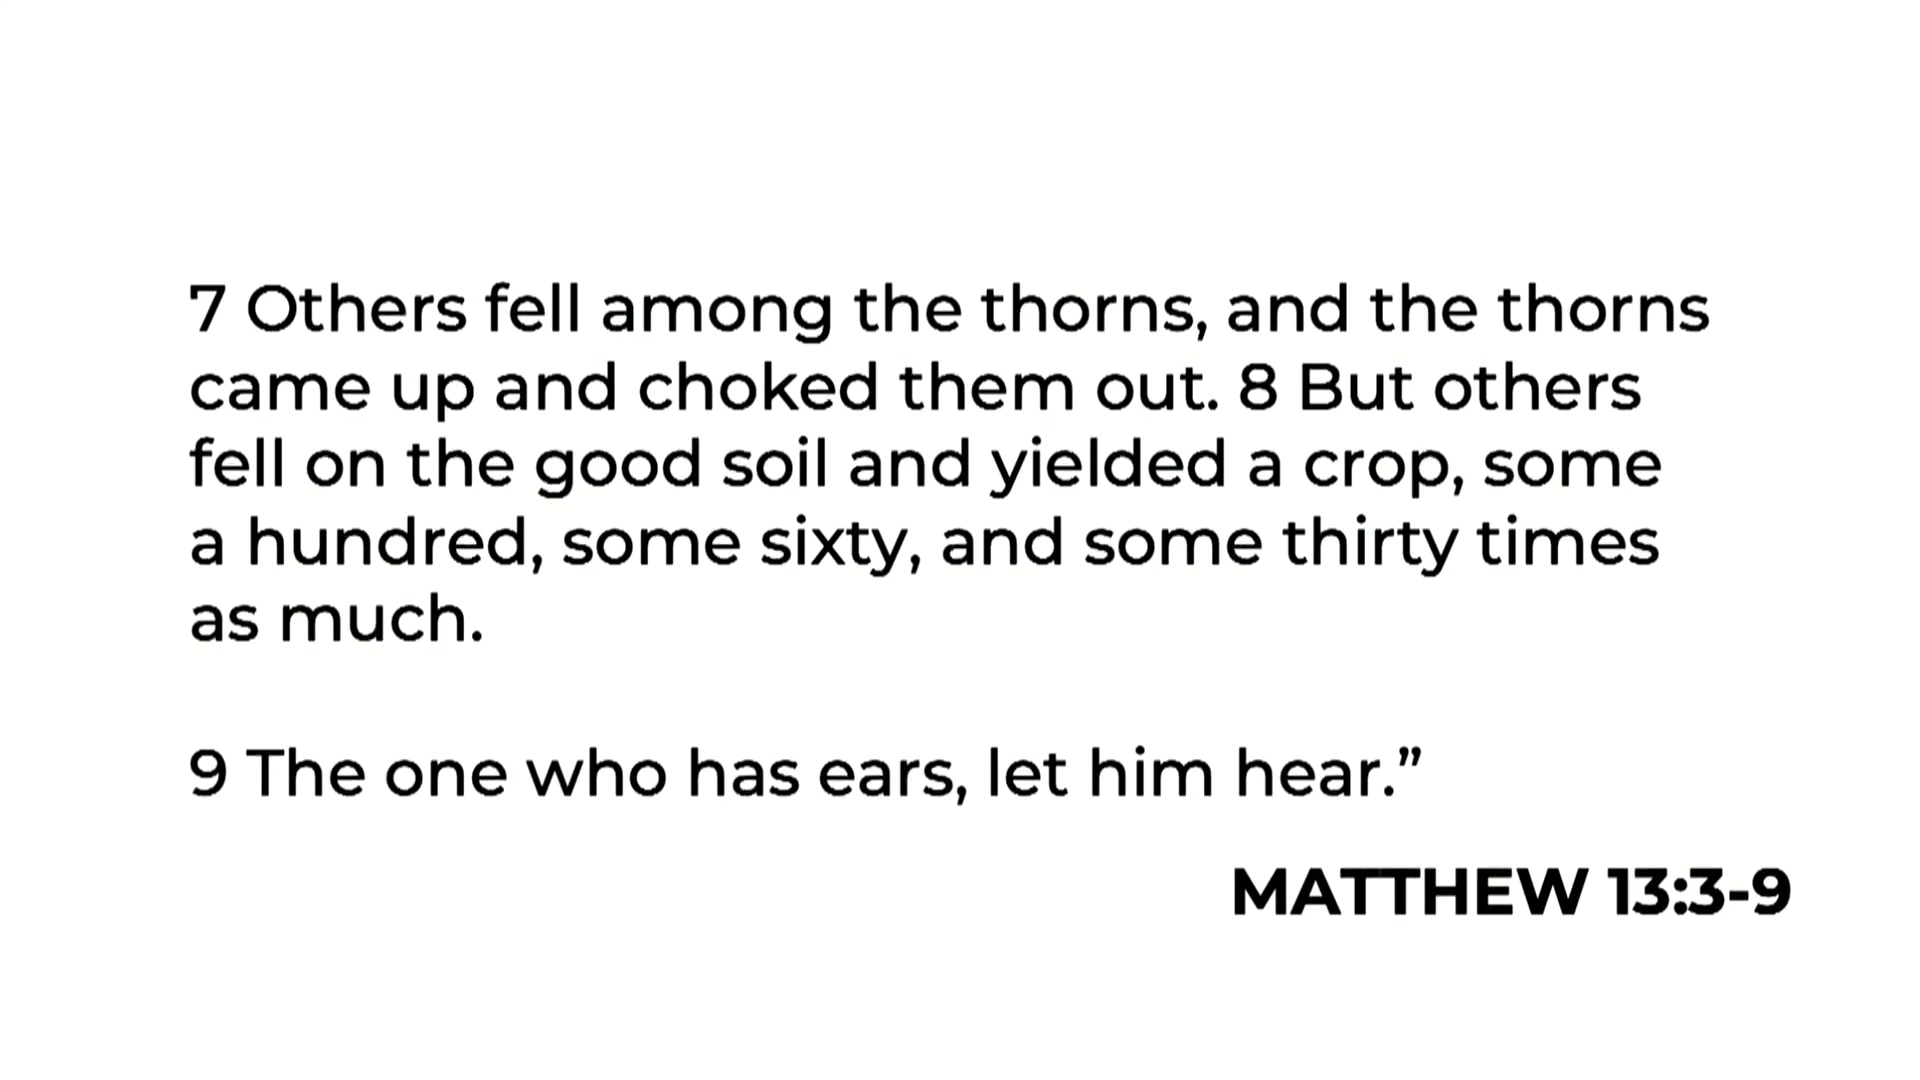 7 Others fell among the thorns, and the thorns
came up and choked them out. 8 But others
fell on the good soil and yielded a crop, some
a hundred, some sixty, and some thirty times
as much.
9 The one who has ears, let him hear.”
MATTHEW 13:3-9